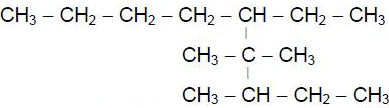 CH₃ – CH₂ – CH₂ – CH₂ – CH – CH₂ – CH₃
CH₃ – C – CH₃
CH₃ – CH – CH₂ – CH₃